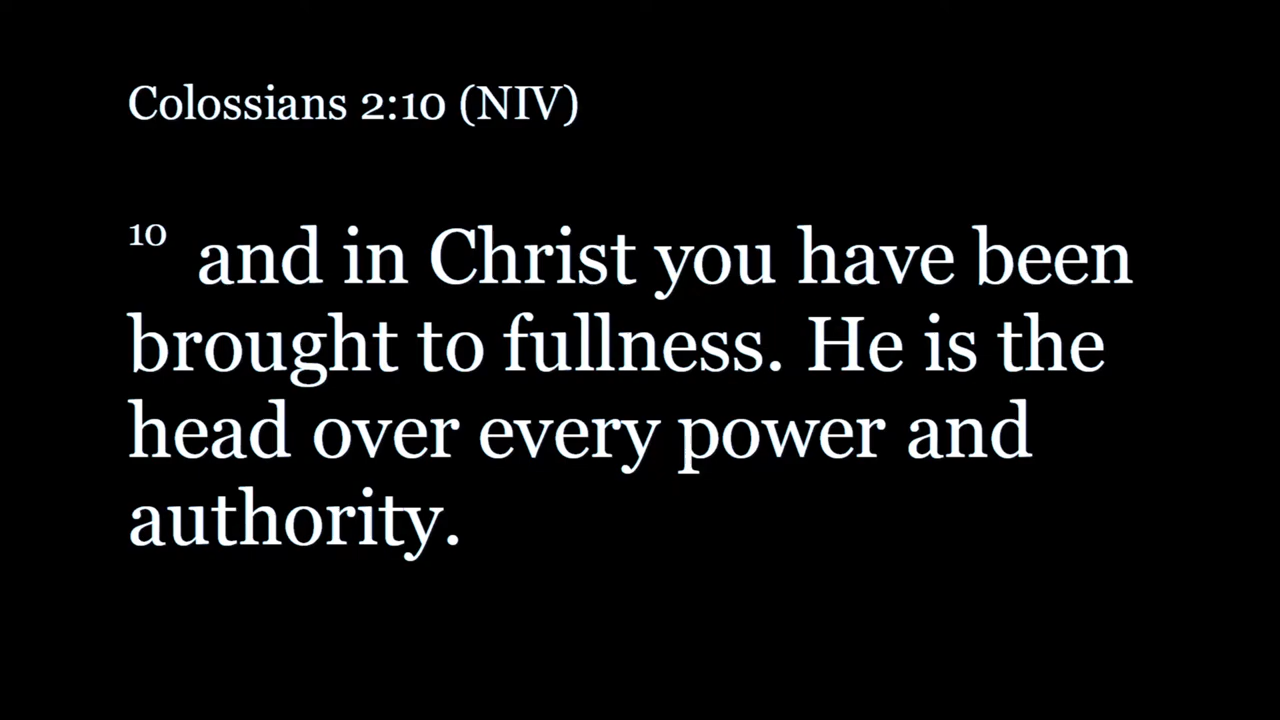 Colossians 2:10 (NIV)
10 and in Christ you have been
brought to fullness. He is the
head over every power and
authority.